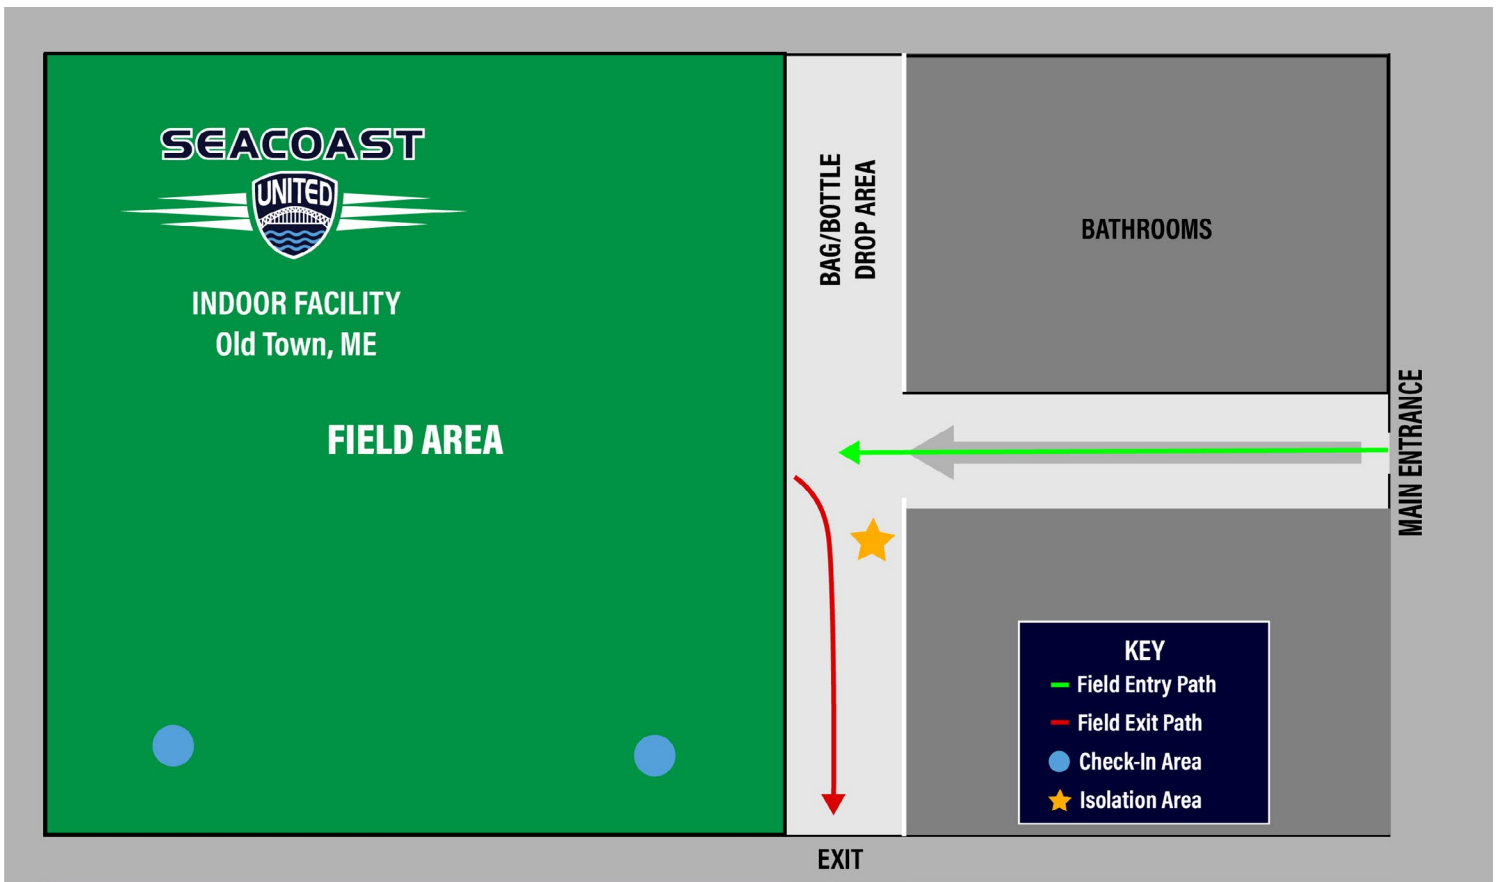 SEACOAST
UNITED
INDOOR FACILITY
Old Town, ME
FIELD AREA
BAG/BOTTLE
DROP AREA
BATHROOMS
MAIN ENTRANCE
KEY
Field Entry Path
Field Exit Path
Check-In Area
Isolation Area
EXIT